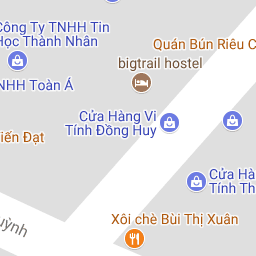 Công Ty TNHH Tin
Học Thành Nhân
Quán Bún Riêu C
bigtrail hostel
NHH Toàn Á
Cửa Hàng Vi
Tính Đồng Huy
iến Đạt
Cửa Hà
Tính Th
Xôi chè Bùi Thị Xuân
uỳnh